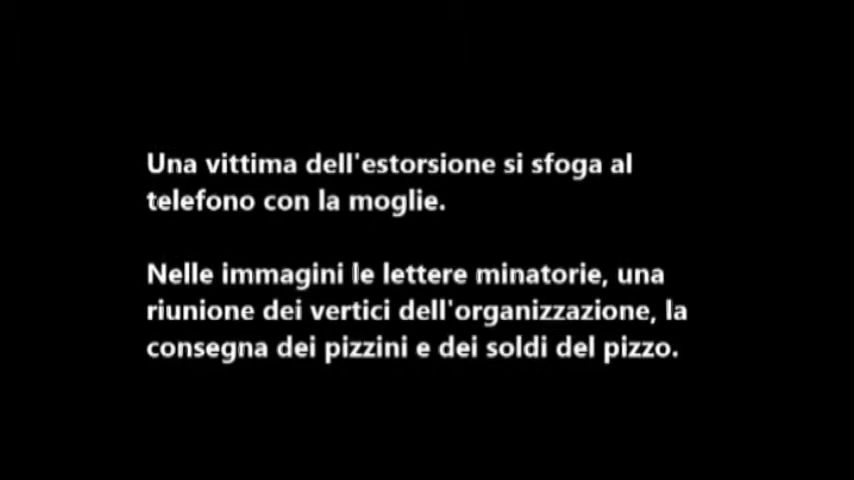 Una vittima dell'estorsione si sfoga al
telefono con la moglie.
Nelle immagini le lettere minatorie, una
riunione dei vertici dell'organizzazione, la
consegna dei pizzini e dei soldi del pizzo.